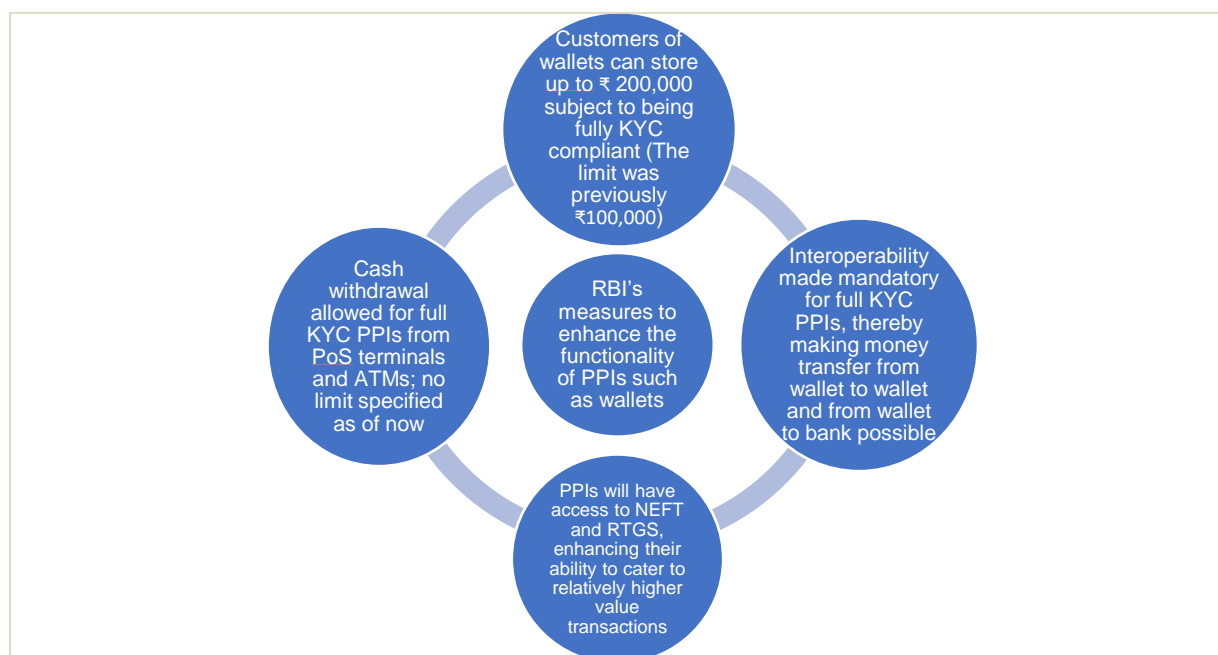 Customers of
wallets can store
up to ₹ 200,000
subject to being
fully KYC
compliant (The
limit was
previously
₹100,000)
Cash
withdrawal
allowed for full
KYC PPIs from
PoS terminals
and ATMs; no
limit specified
as of now
RBI's
measures to
enhance the
functionality
of PPIs such
as wallets
Interoperability
made mandatory
for full KYC
PPIs, thereby
making money
transfer from
wallet to wallet
and from wallet
to bank possible
PPIs will have
access to NEFT
and RTGS,
enhancing their
ability to cater to
relatively higher
value
transactions